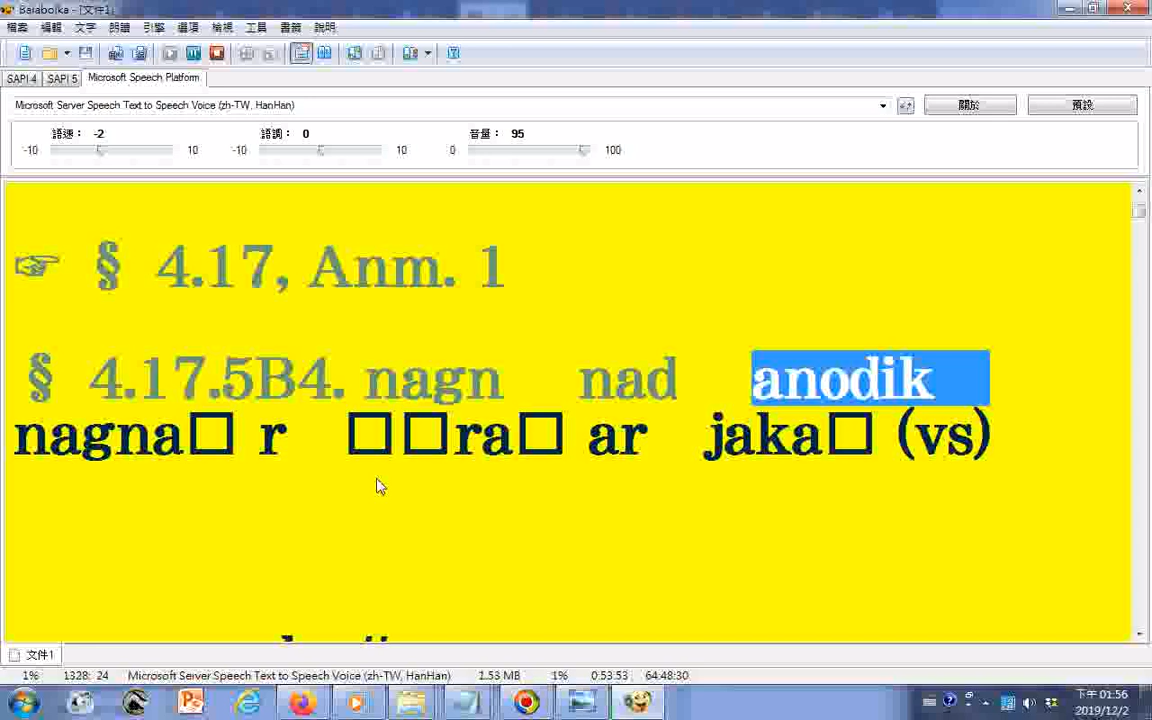 Balabolka - [文件1]
檔案 編輯 文字 朗讀 引擎 選項 檢視 工具 書籤 說明
SAPI 4 SAPI 5 Microsoft Speech Platform
Microsoft Server Speech Text to Speech Voice (zh-TW, HanHan) 關於 預設
語速： -2 語調： 0 音量： 95
-10 10 -10 10 0 100
☞ § 4.17, Anm. 1
§ 4.17.5B4. nagn nad anodik
nagna□ r □□ra□ ar jaka□ (vs)
文件1
1% 1328: 24 Microsoft Server Speech Text to Speech Voice (zh-TW, HanHan) 1.53 MB 1% 0:53:53 64:48:30
下午 01:56
2019/12/2